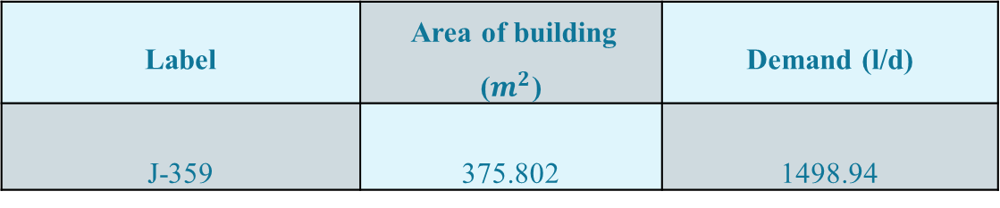 Label
Area of building
(m²)
Demand (l/d)
J-359
375.802
1498.94